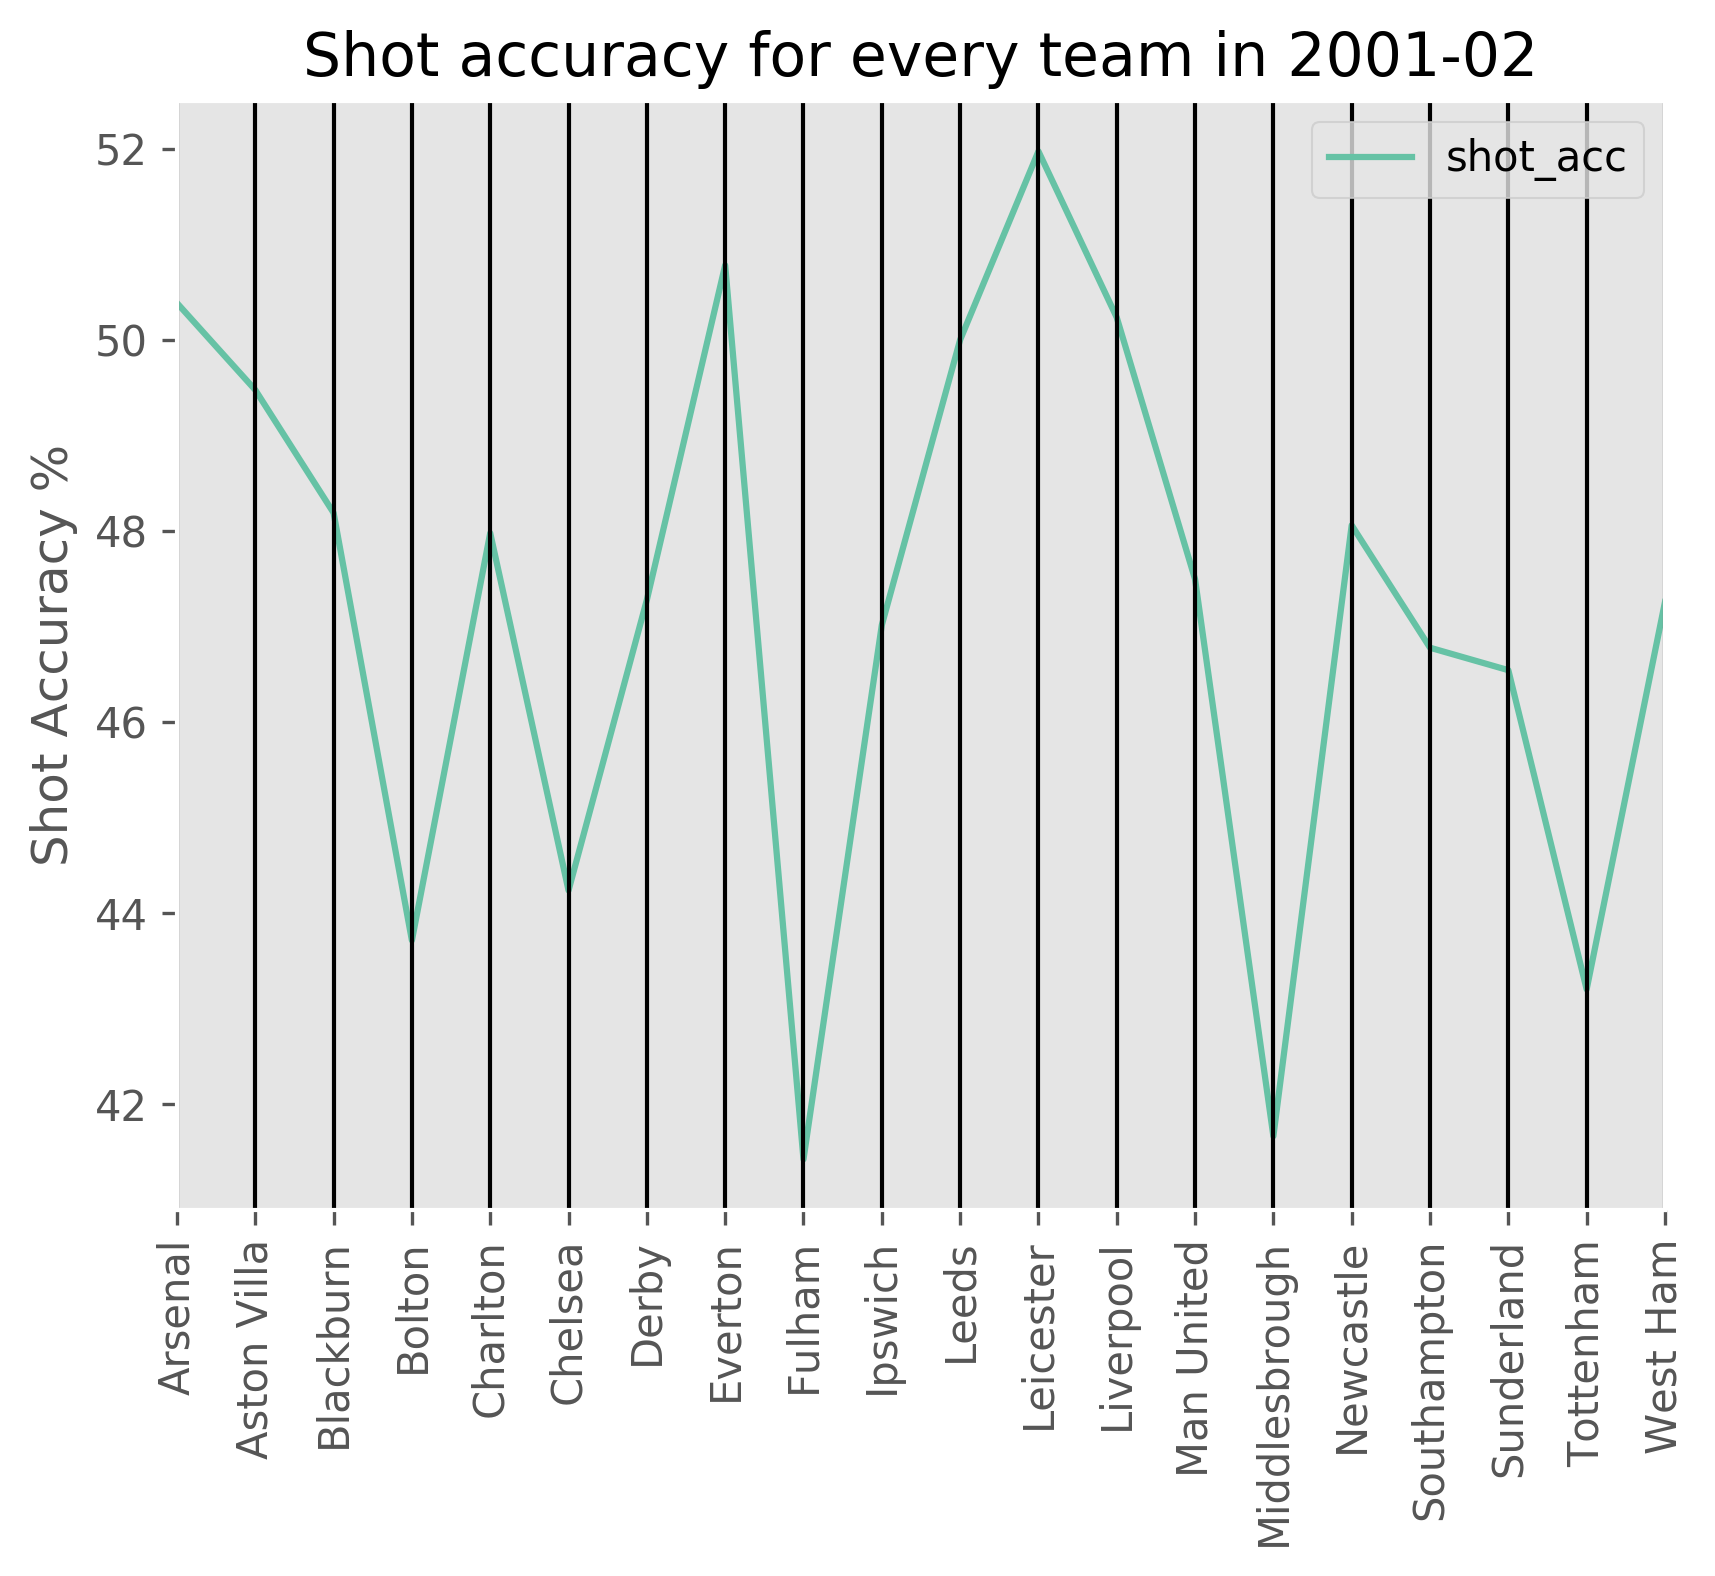 Shot accuracy for every team in 2001-02
shot_acc
Shot Accuracy %
52
50
48
46
44
42
Arsenal
Aston Villa
Blackburn
Bolton
Charlton
Chelsea
Derby
Everton
Fulham
Ipswich
Leeds
Leicester
Liverpool
Man United
Middlesbrough
Newcastle
Southampton
Sunderland
Tottenham
West Ham